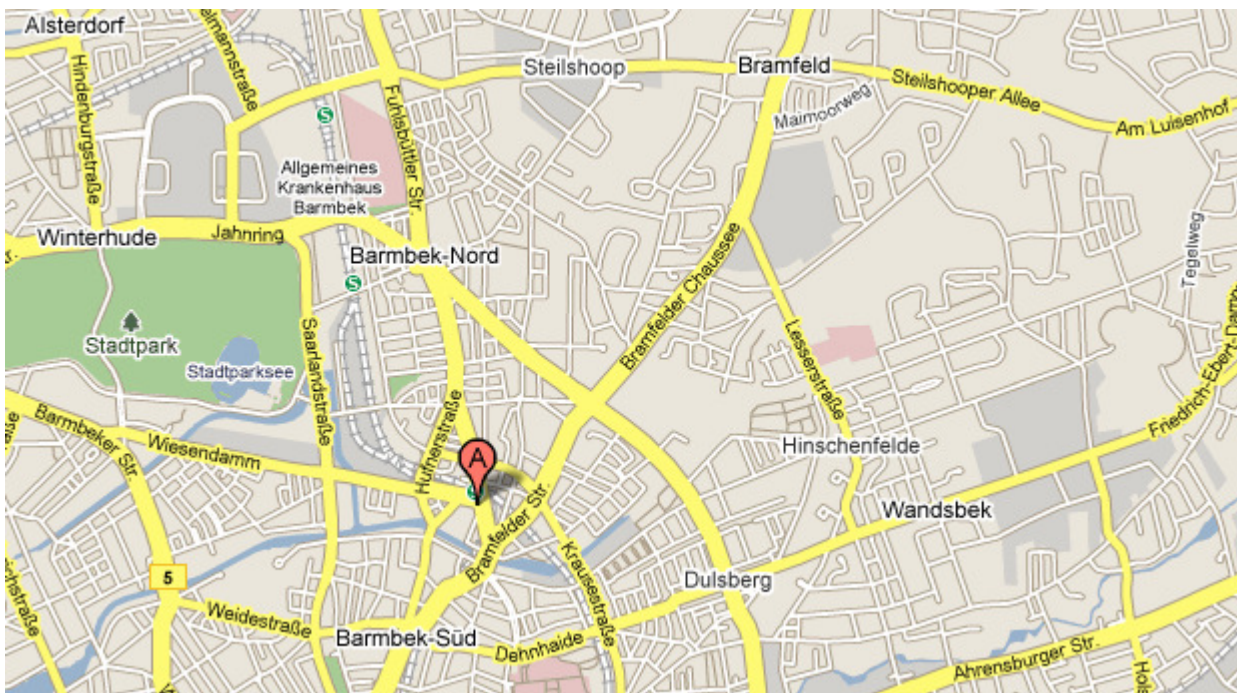 Alsterdorf
Hindenburgstraße
Fuhlsbüttler Str.
Steilshoop
Bramfeld
Steilshooper Allee
Maimoorweg
Am Luisenhof
S
Allgemeines
Krankenhaus
Barmbek
Winterhude
Jahnring
Barmbek-Nord
S
Tegelweg
Bramfelder Chaussee
Stadtpark
Stadtparksee
Saarlandstraße
Lesserstraße
Friedrich-Ebert-Damm
Barmbeker Str.
Wiesendamm
Hufnerstraße
A
Hinschenfelde
Wandsbek
Bramfelder Str.
Krausestraße
5
Dulsberg
Weidestraße
Barmbek-Süd
Dehnhaide
Ahrensburger Str.